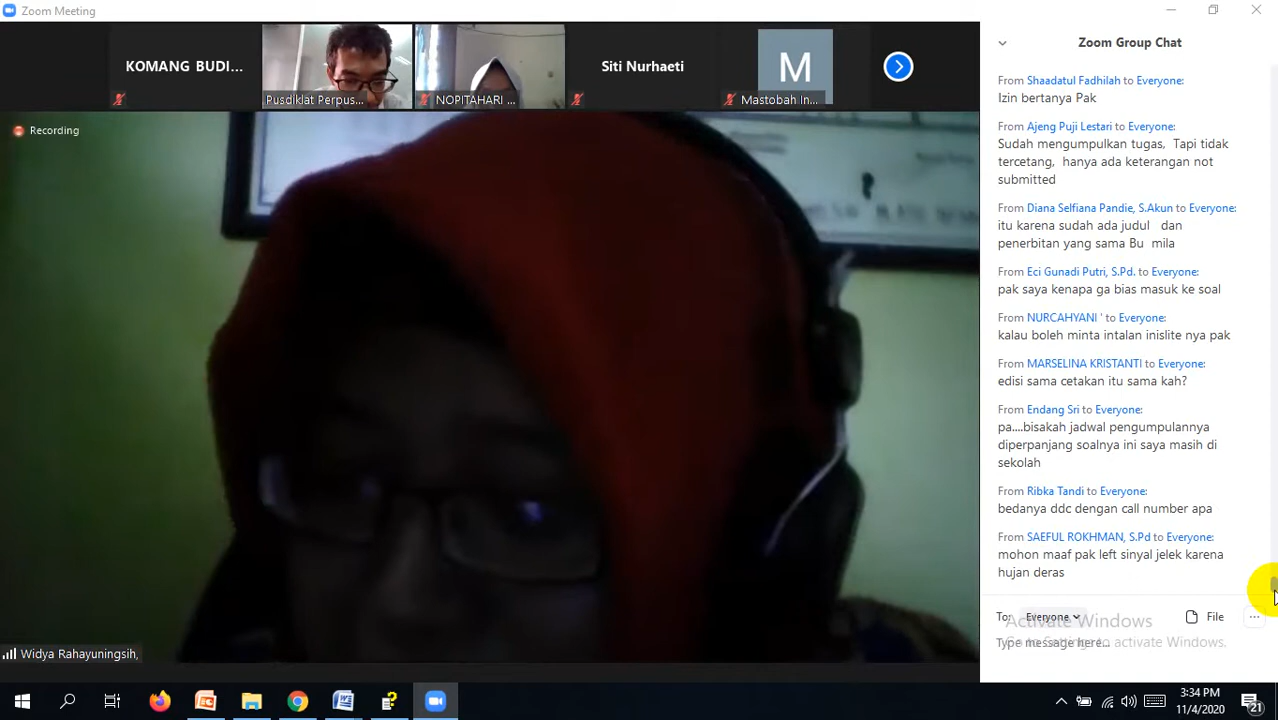 Zoom Meeting
KOMANG BUDI...
Pusdiklat Perpus...
NOPITAHARI ...
Siti Nurhaeti
M
Mastobah In...
Recording
Widya Rahayuningsih,
Zoom Group Chat
From Shaadatul Fadhilah to Everyone:
Izin bertanya Pak
From Ajeng Puji Lestari to Everyone:
Sudah mengumpulkan tugas, Tapi tidak
tercetang, hanya ada keterangan not
submitted
From Diana Selfiana Pandie, S.Akun to Everyone:
itu karena sudah ada judul dan
penerbitan yang sama Bu mila
From Eci Gunadi Putri, S.Pd. to Everyone:
pak saya kenapa ga bias masuk ke soal
From NURCAHYANI ' to Everyone:
kalau boleh minta intalan inislite nya pak
From MARSELINA KRISTANTI to Everyone:
edisi sama cetakan itu sama kah?
From Endang Sri to Everyone:
pa....bisakah jadwal pengumpulannya
diperpanjang soalnya ini saya masih di
sekolah
From Ribka Tandi to Everyone:
bedanya ddc dengan call number apa
From SAEFUL ROKHMAN, S.Pd to Everyone:
mohon maaf pak left sinyal jelek karena
hujan deras
To: Everyone
File
...
Activate Windows
Go to Settings to activate Windows.
Type message here...
3:34 PM
11/4/2020
21